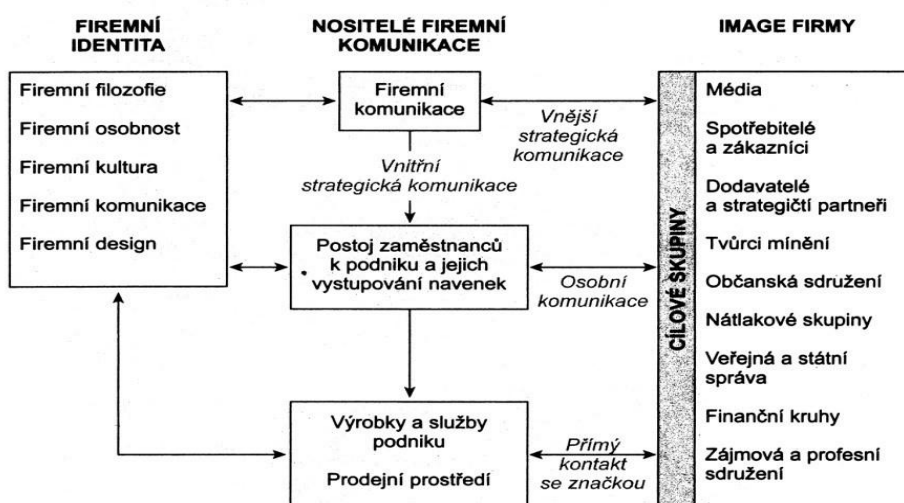 FIREMNÍ
IDENTITA
Firemní filozofie
Firemní osobnost
Firemní kultura
Firemní komunikace
Firemní design
NOSITELÉ FIREMNÍ
KOMUNIKACE
Firemní
komunikace
Vnitřní
strategická komunikace
Postoj zaměstnanců
k podniku a jejich
vystupování navenek
Výrobky a služby
podniku
Prodejní prostředí
Vnější
strategická
komunikace
Osobní
komunikace
Přímý
kontakt
se značkou
IMAGE FIRMY
CÍLOVÉ SKUPINY
Média
Spotřebitelé
a zákazníci
Dodavatelé
a strategičtí partneři
Tvůrci mínění
Občanská sdružení
Nátlakové skupiny
Veřejná a státní
správa
Finanční kruhy
Zájmová a profesní
sdružení